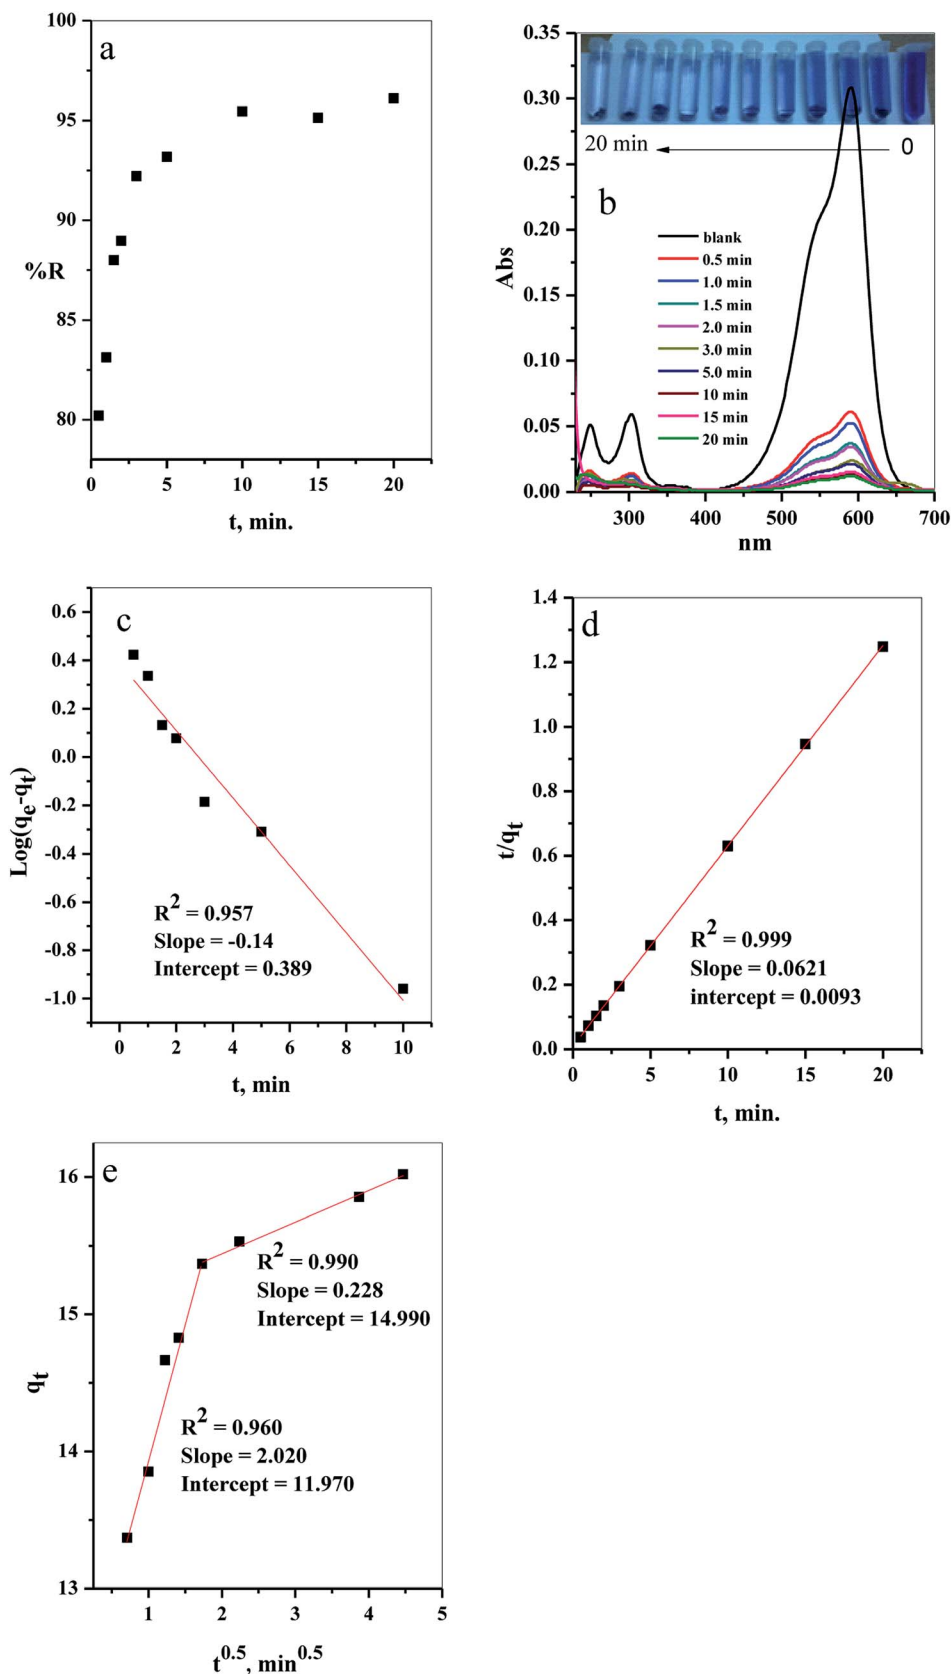 a
100
95
90
85
80
%R
0
5
10
15
20
t, min.
b
0.35
0.30
0.25
0.20
0.15
0.10
0.05
0.00
Abs
20 min
0
blank
0.5 min
1.0 min
1.5 min
2.0 min
3.0 min
5.0 min
10 min
15 min
20 min
300
400
500
600
700
nm
c
0.6
0.4
0.2
0.0
-0.2
-0.4
-0.6
-0.8
-1.0
Log(qe-qt)
R2 = 0.957
Slope = -0.14
Intercept = 0.389
0
2
4
6
8
10
t, min
d
1.4
1.2
1.0
0.8
0.6
0.4
0.2
0.0
t/qt
R2 = 0.999
Slope = 0.0621
intercept = 0.0093
0
5
10
15
20
t, min.
e
16
15
14
13
qt
R2 = 0.990
Slope = 0.228
Intercept = 14.990
R2 = 0.960
Slope = 2.020
Intercept = 11.970
1
2
3
4
5
t0.5, min0.5